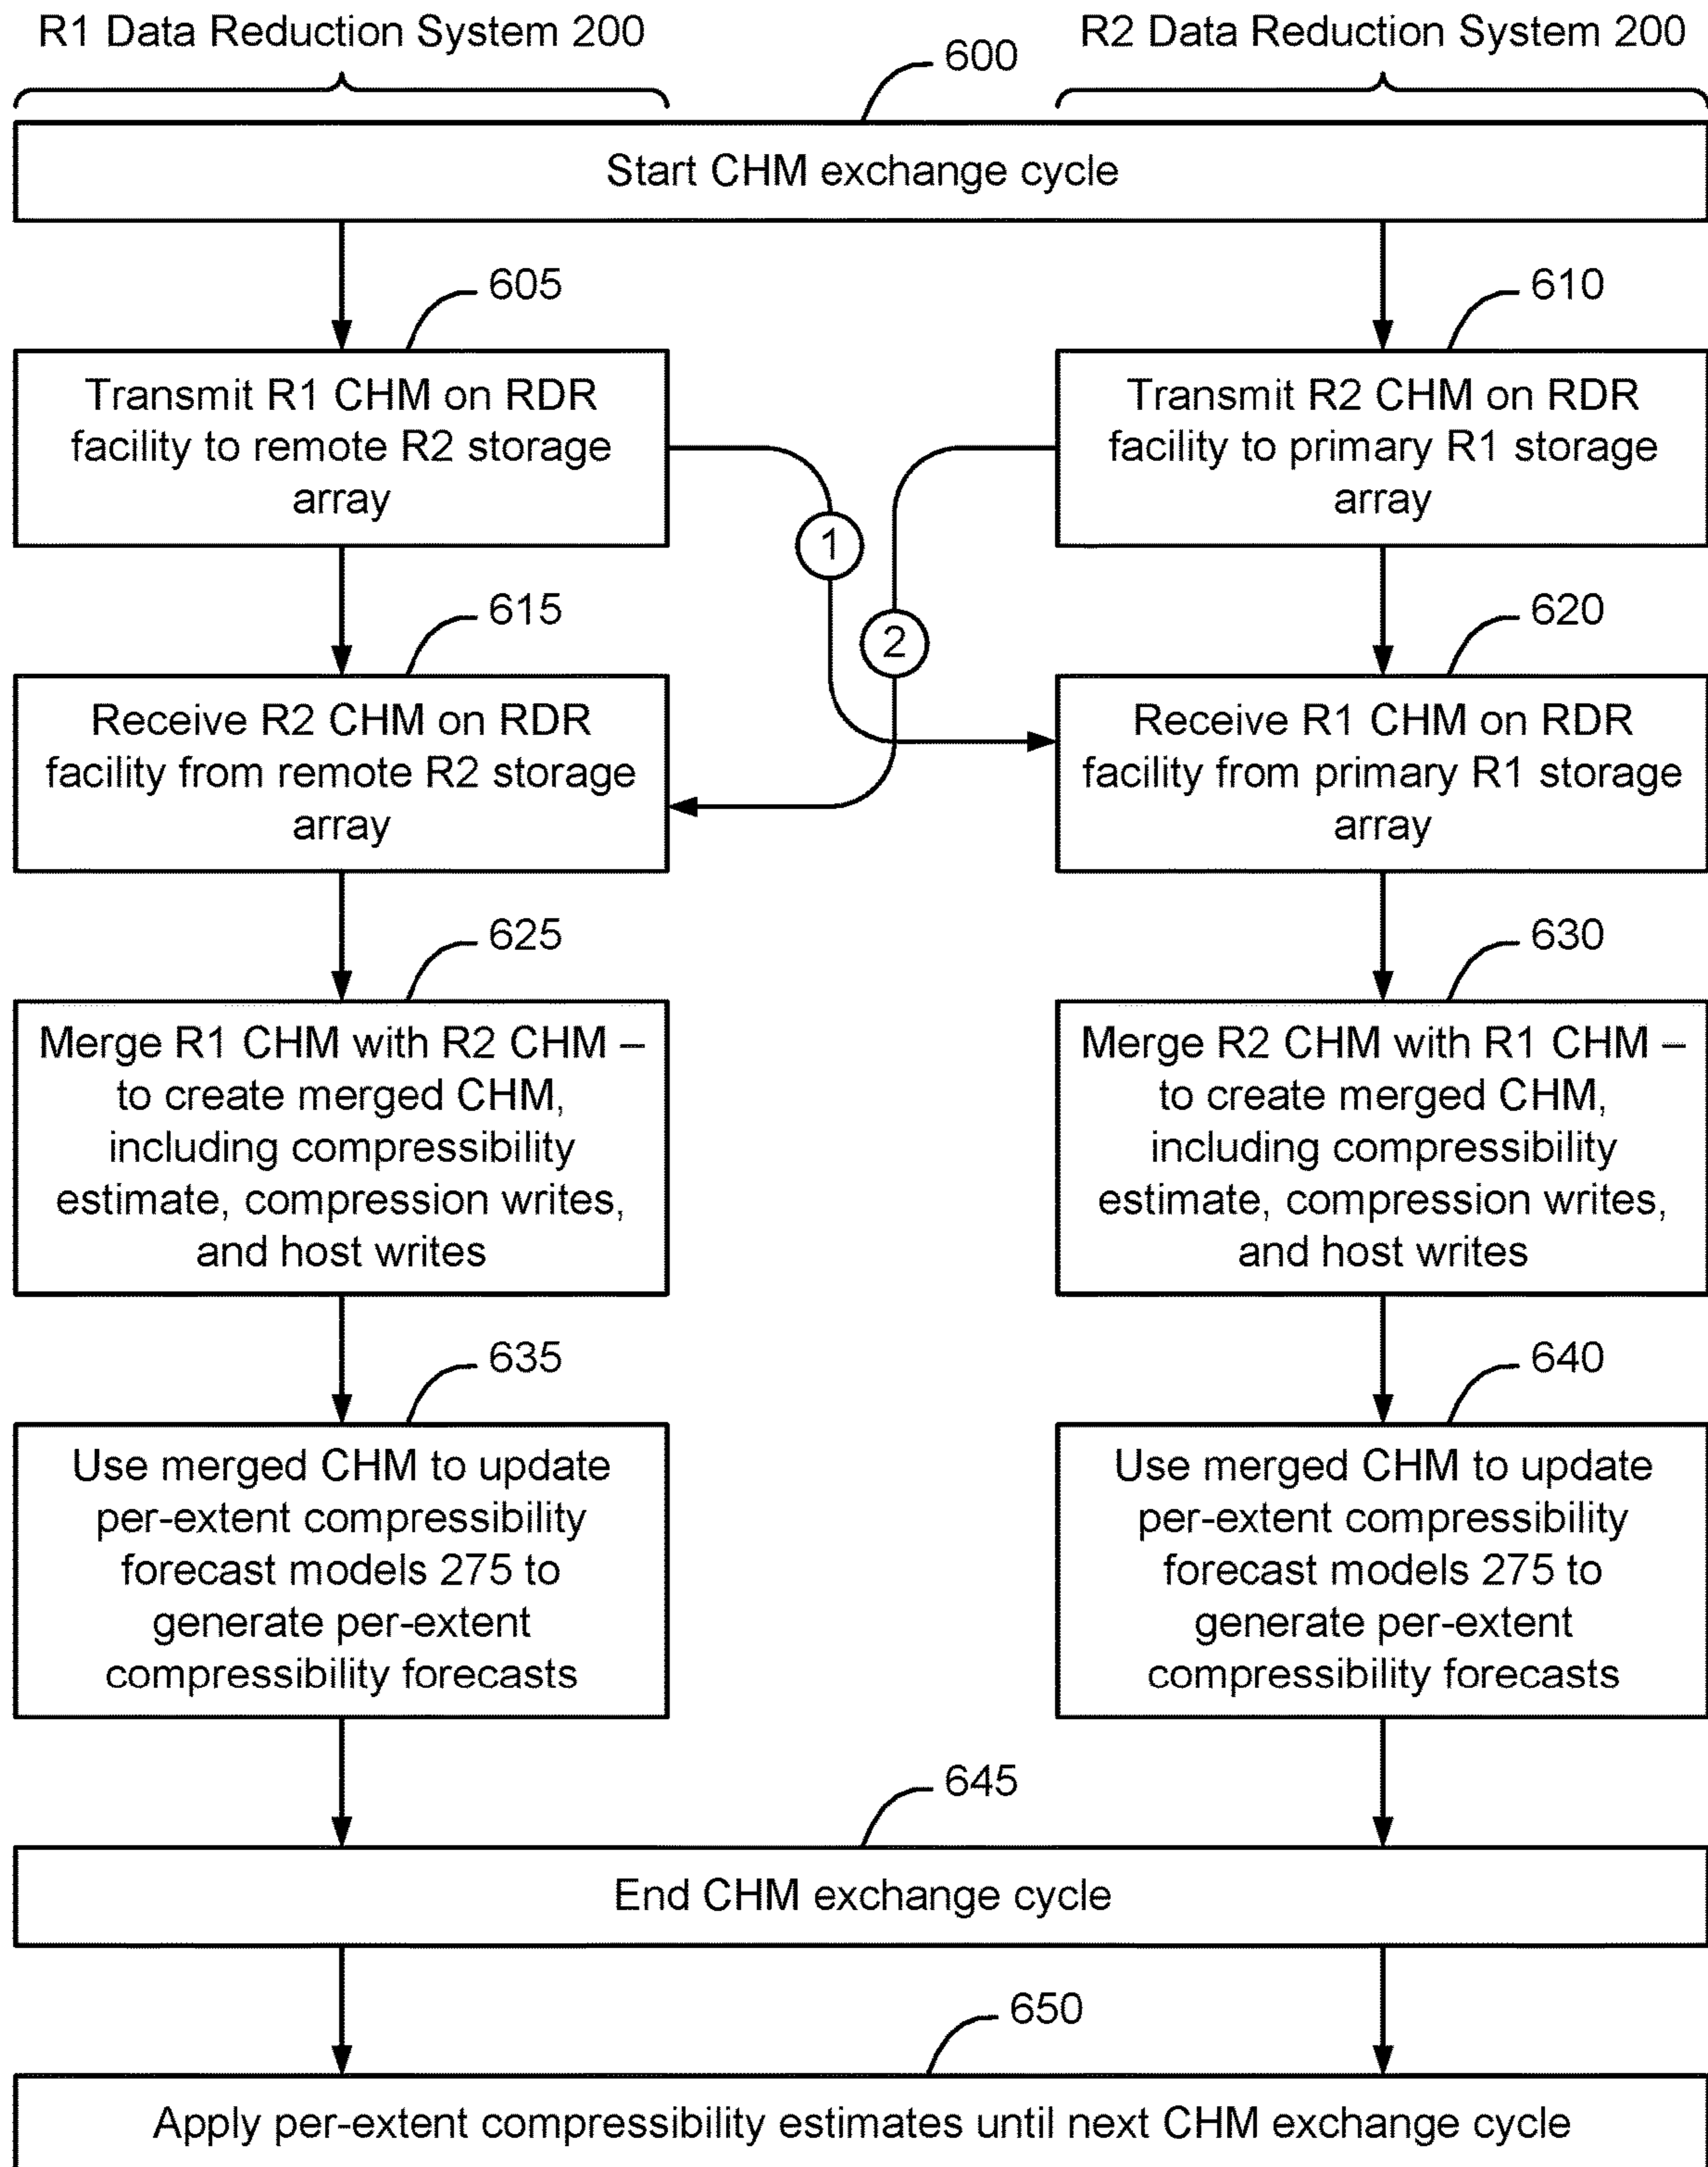 R1 Data Reduction System 200
R2 Data Reduction System 200
600
Start CHM exchange cycle
605
610
Transmit R1 CHM on RDR
facility to remote R2 storage
array
Transmit R2 CHM on RDR
facility to primary R1 storage
array
1
2
615
620
Receive R2 CHM on RDR
facility from remote R2 storage
array
Receive R1 CHM on RDR
facility from primary R1 storage
array
625
630
Merge R1 CHM with R2 CHM –
to create merged CHM,
including compressibility
estimate, compression writes,
and host writes
Merge R2 CHM with R1 CHM –
to create merged CHM,
including compressibility
estimate, compression writes,
and host writes
635
640
Use merged CHM to update
per-extent compressibility
forecast models 275 to
generate per-extent
compressibility forecasts
Use merged CHM to update
per-extent compressibility
forecast models 275 to
generate per-extent
compressibility forecasts
645
End CHM exchange cycle
650
Apply per-extent compressibility estimates until next CHM exchange cycle